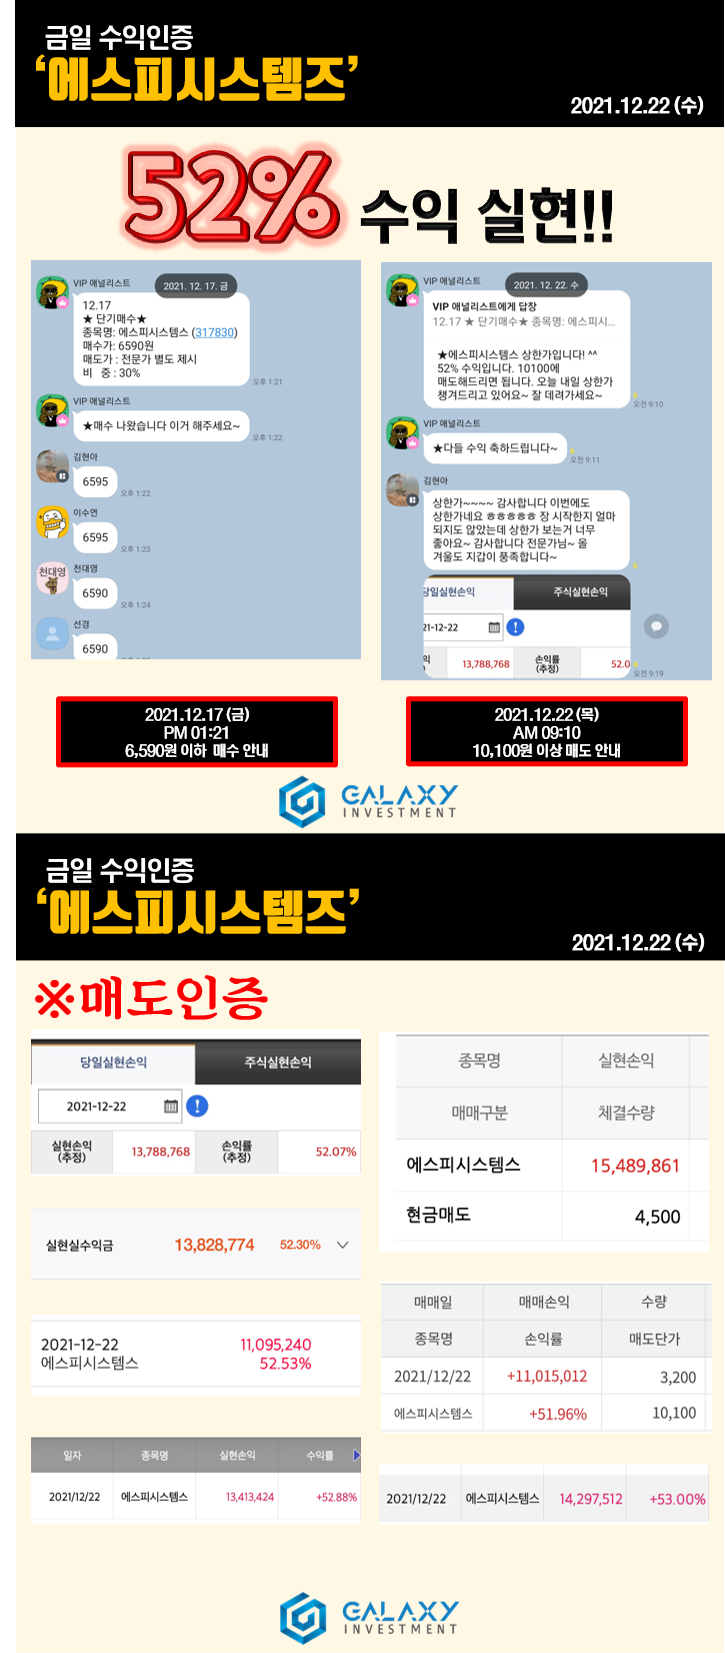 금일 수익인증
‘에스피시스템즈’
2021.12.22 (수)
52% 수익 실현!!
VIP 애널리스트
2021. 12. 17. 금
12.17
★ 단기매수★
종목명: 에스피시스템스 (317830)
매수가: 6590원
매도가 : 전문가 별도 제시
비 중 : 30%
오후 1:21
VIP 애널리스트
★매수 나왔습니다 이거 해주세요~
오후 1:22
김현아
6595
오후 1:22
이수연
6595
오후 1:23
천대영
천대영
6590
오후 1:24
선경
6590
VIP 애널리스트
2021. 12. 22. 수
VIP 애널리스트에게 답장
12.17 ★ 단기매수★ 종목명: 에스피시...
★에스피시스템스 상한가입니다! ^^
52% 수익입니다. 10100에
매도해드리면 됩니다. 오늘 내일 상한가
챙겨드리고 있어요~ 잘 데려가세요~
오전 9:10
VIP 애널리스트
★다들 수익 축하드립니다~
오전 9:11
김현아
상한가~~~~ 감사합니다 이번에도
상한가네요 ㅎㅎㅎㅎㅎ 장 시작한지 얼마
되지도 않았는데 상한가 보는거 너무
좋아요~ 감사합니다 전문가님~ 올
겨울도 지갑이 풍족합니다~
당일실현손익 주식실현손익
21-12-22
익 13,788,768 손익률 52.0
(추정)
오전 9:19
2021.12.17 (금)
PM 01:21
6,590원 이하 매수 안내
2021.12.22 (목)
AM 09:10
10,100원 이상 매도 안내
GALAXY
INVESTMENT
금일 수익인증
‘에스피시스템즈’
2021.12.22 (수)
※매도인증
당일실현손익 주식실현손익
2021-12-22
실현손익 13,788,768 손익률 52.07%
(추정) (추정)
실현실수익금 13,828,774 52.30%
2021-12-22 11,095,240
에스피시스템스 52.53%
일자 종목명 실현손익 수익률
2021/12/22 에스피시스템스 13,413,424 +52.88%
종목명 실현손익
매매구분 체결수량
에스피시스템스 15,489,861
현금매도 4,500
매매일 매매손익 수량
종목명 손익률 매도단가
2021/12/22 +11,015,012 3,200
에스피시스템스 +51.96% 10,100
2021/12/22 에스피시스템스 14,297,512 +53.00%
GALAXY
INVESTMENT